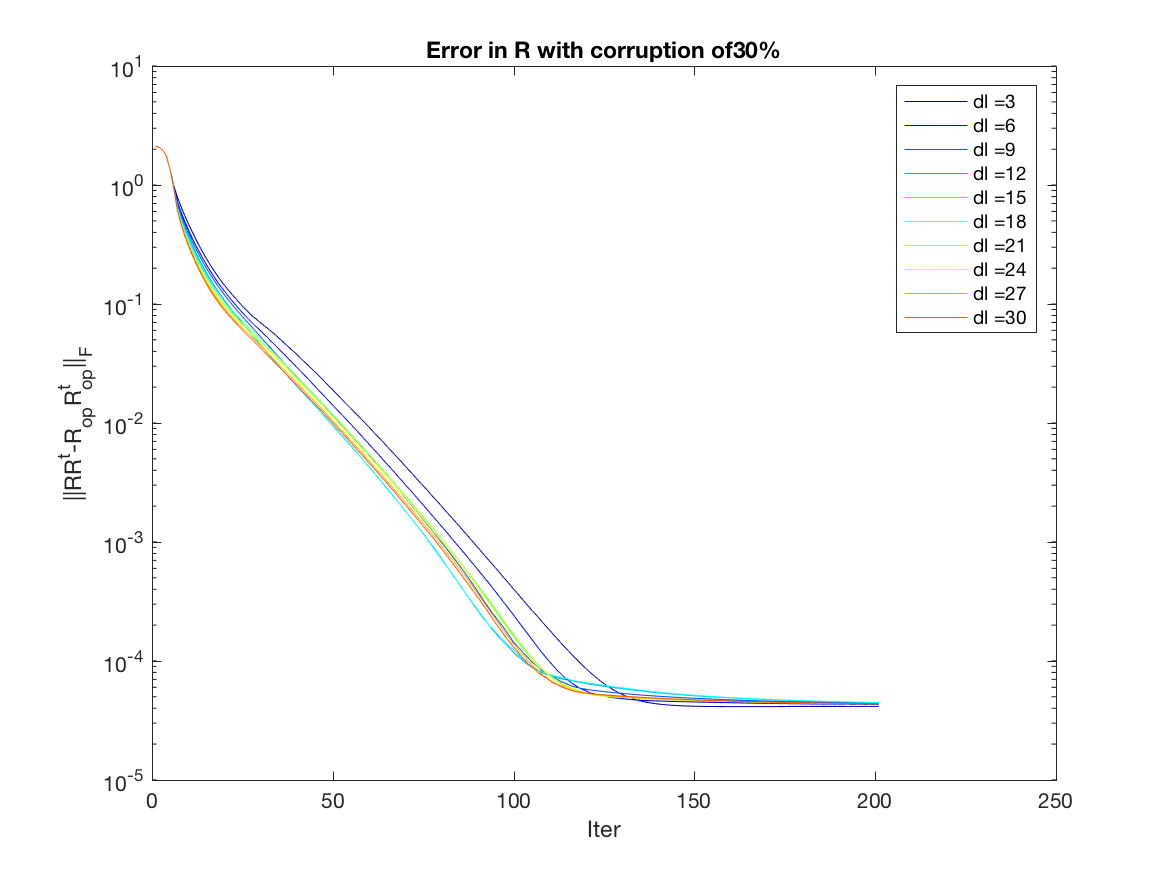 Error in R with corruption of30%
10^1
10^0
10^-1
10^-2
10^-3
10^-4
10^-5
||RR^t-R_op R^t_op||_F
dl =3
dl =6
dl =9
dl =12
dl =15
dl =18
dl =21
dl =24
dl =27
dl =30
0 50 100 150 200 250
Iter